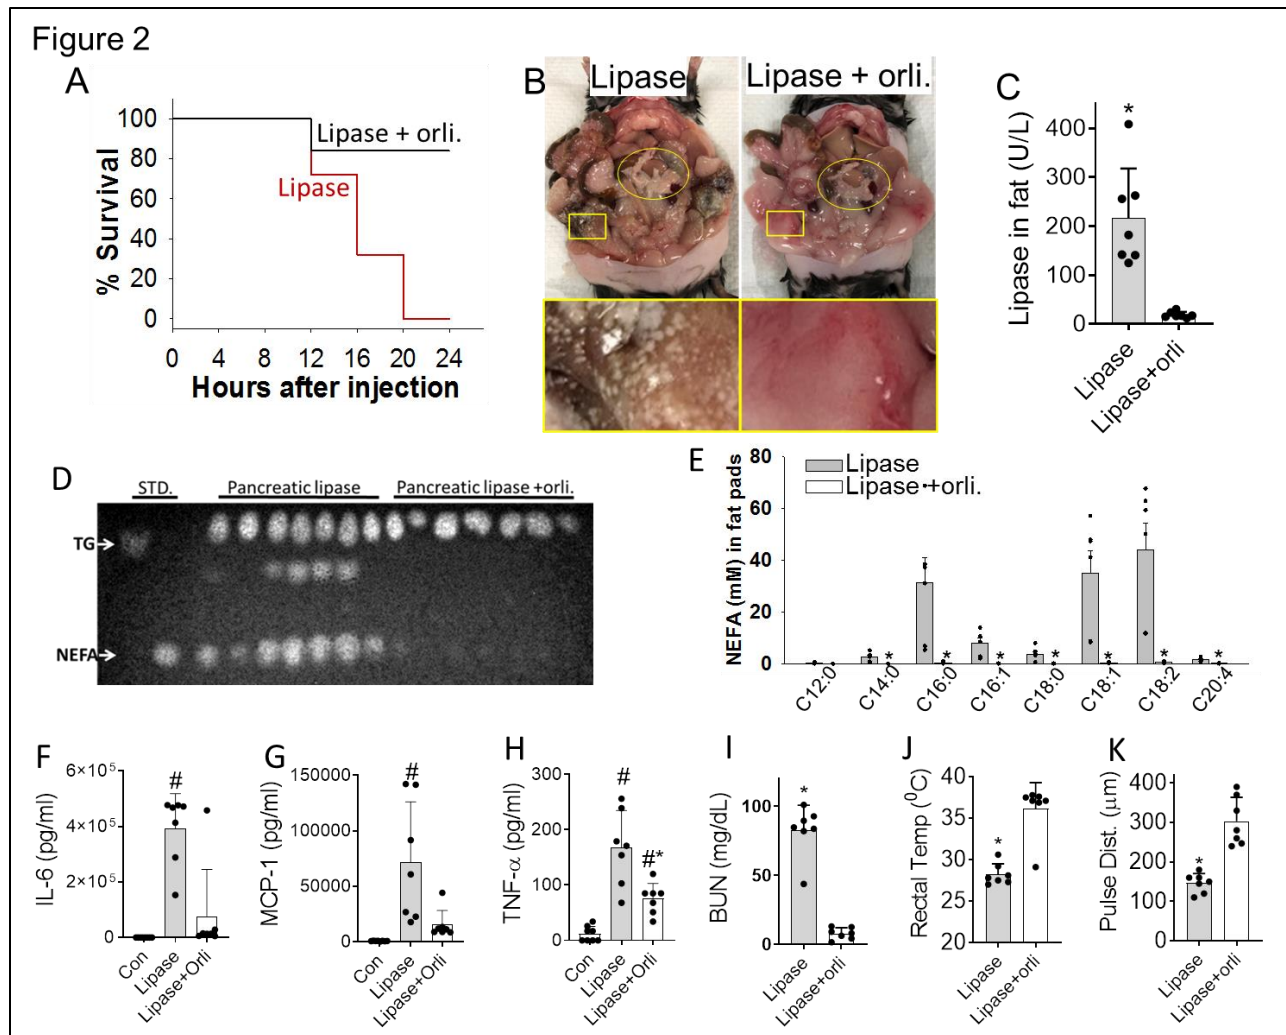 Figure 2
A
% Survival
100
80
60
40
20
0
Lipase + orli.
Lipase
0 4 8 12 16 20 24
Hours after injection
B
Lipase
Lipase + orli.
C
*
Lipase in fat (U/L)
400
300
200
100
0
Lipase
Lipase+orli
D
STD.
Pancreatic lipase
Pancreatic lipase +orli.
TG
NEFA
E
NEFA (mM) in fat pads
80
60
40
20
0
Lipase
Lipase +orli.
* * * * * * *
C12:0 C14:0 C16:0 C16:1 C18:0 C18:1 C18:2 C20:4
F
IL-6 (pg/ml)
6×10⁵
4×10⁵
2×10⁵
0
#
Con
Lipase
Lipase+Orli
G
MCP-1 (pg/ml)
150000
100000
50000
0
#
Con
Lipase
Lipase+Orli
H
TNF-α (pg/ml)
300
200
100
0
#
#*
Con
Lipase
Lipase+Orli
I
BUN (mg/dL)
100
50
0
*
Lipase
Lipase+orli
J
Rectal Temp (⁰C)
40
35
30
25
20
*
Lipase
Lipase+orli
K
Pulse Dist. (μm)
400
300
200
100
0
*
Lipase
Lipase+orli